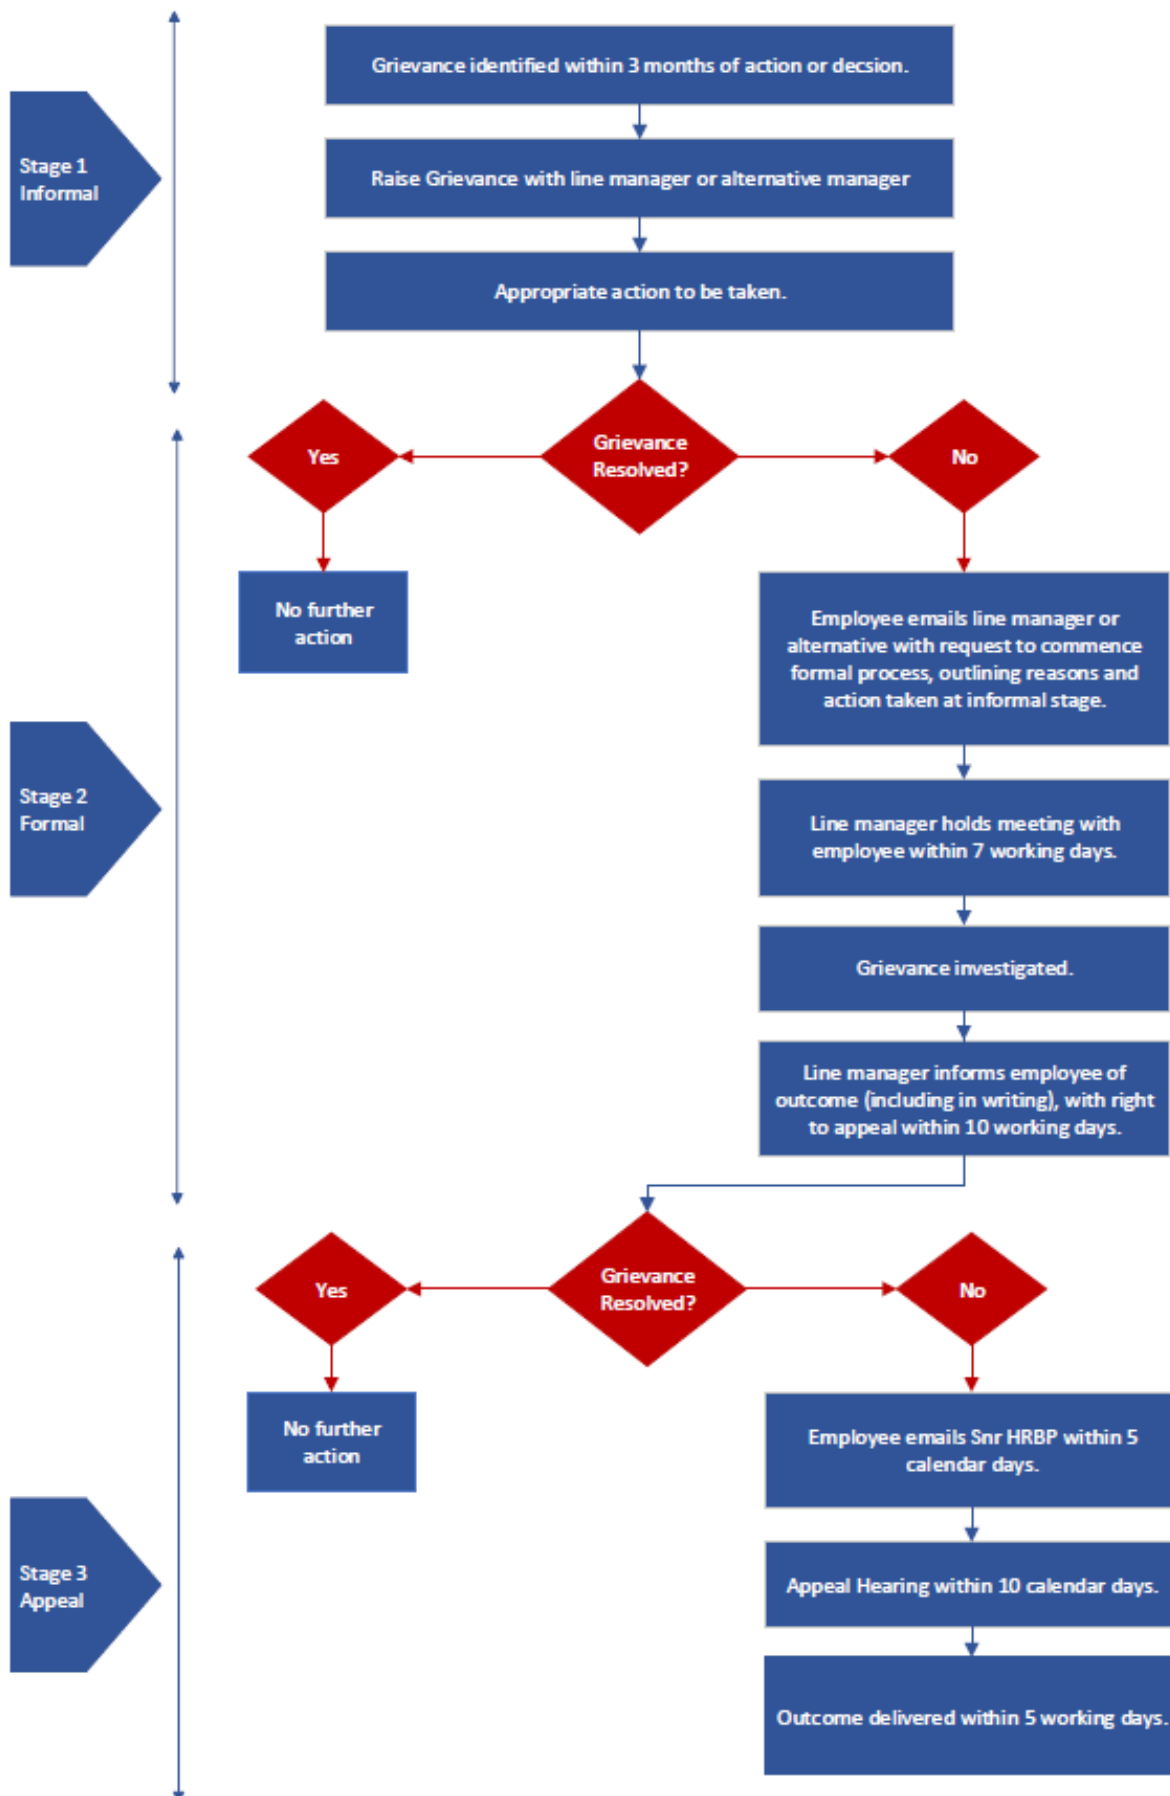 Grievance identified within 3 months of action or decsion.
Stage 1
Informal
Raise Grievance with line manager or alternative manager
Appropriate action to be taken.
Grievance
Resolved?
Yes
No
No further
action
Employee emails line manager or
alternative with request to commence
formal process, outlining reasons and
action taken at informal stage.
Stage 2
Formal
Line manager holds meeting with
employee within 7 working days.
Grievance investigated.
Line manager informs employee of
outcome (including in writing), with right
to appeal within 10 working days.
Grievance
Resolved?
Yes
No
No further
action
Employee emails Snr HRBP within 5
calendar days.
Stage 3
Appeal
Appeal Hearing within 10 calendar days.
Outcome delivered within 5 working days.